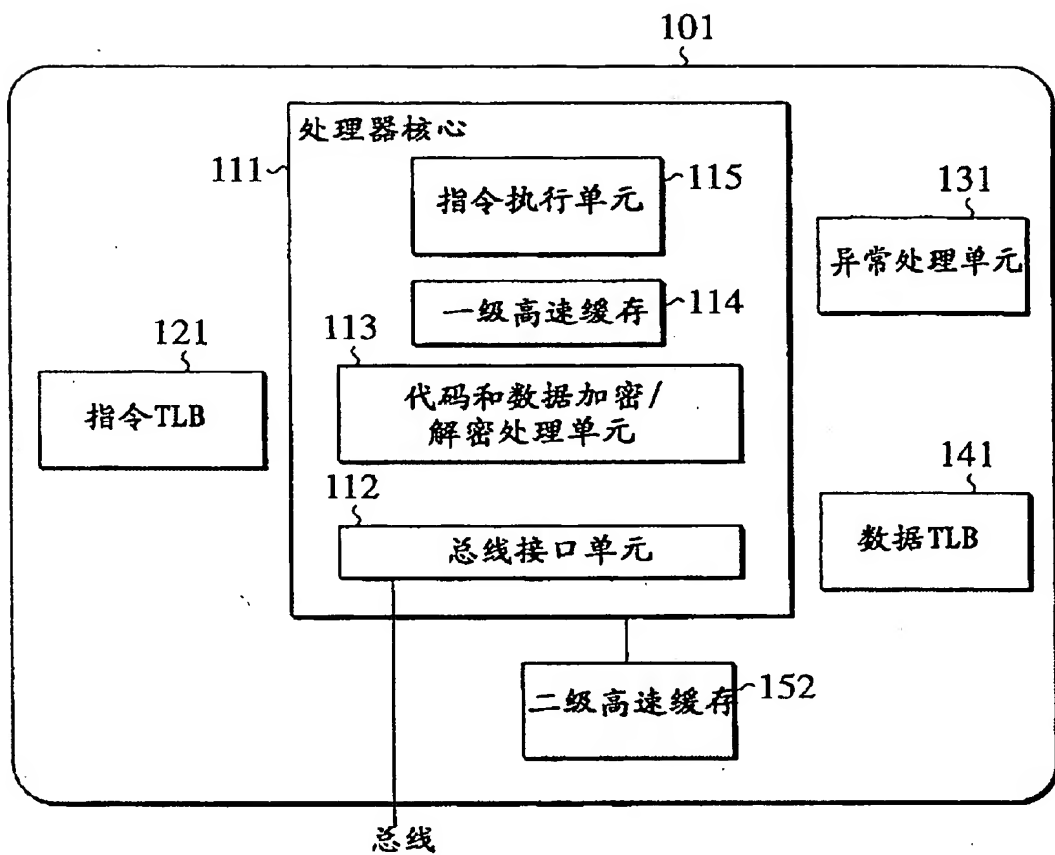 101
处理器核心
111
指令执行单元
115
131
异常处理单元
一级高速缓存
114
113
121
代码和数据加密/
解密处理单元
指令TLB
141
112
数据TLB
总线接口单元
二级高速缓存
152
总线